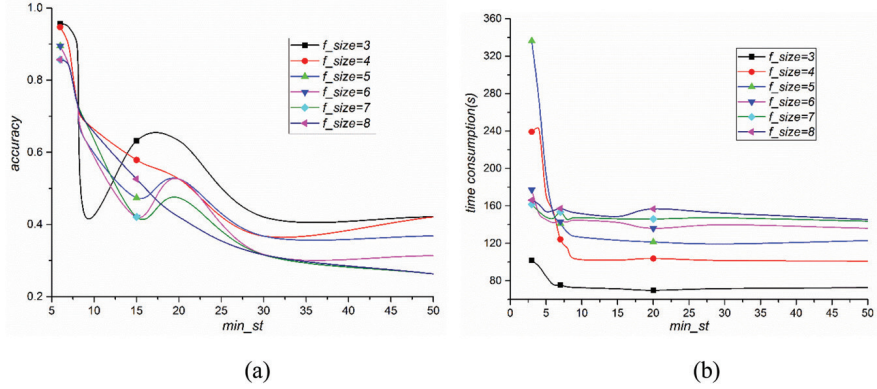 1.0
0.8
0.6
0.4
0.2
accuracy
5 10 15 20 25 30 35 40 45 50
min_st
f_size=3
f_size=4
f_size=5
f_size=6
f_size=7
f_size=8
(a)
360
320
280
240
200
160
120
80
40
time consumption(s)
0 5 10 15 20 25 30 35 40 45 50
min_st
f_size=3
f_size=4
f_size=5
f_size=6
f_size=7
f_size=8
(b)